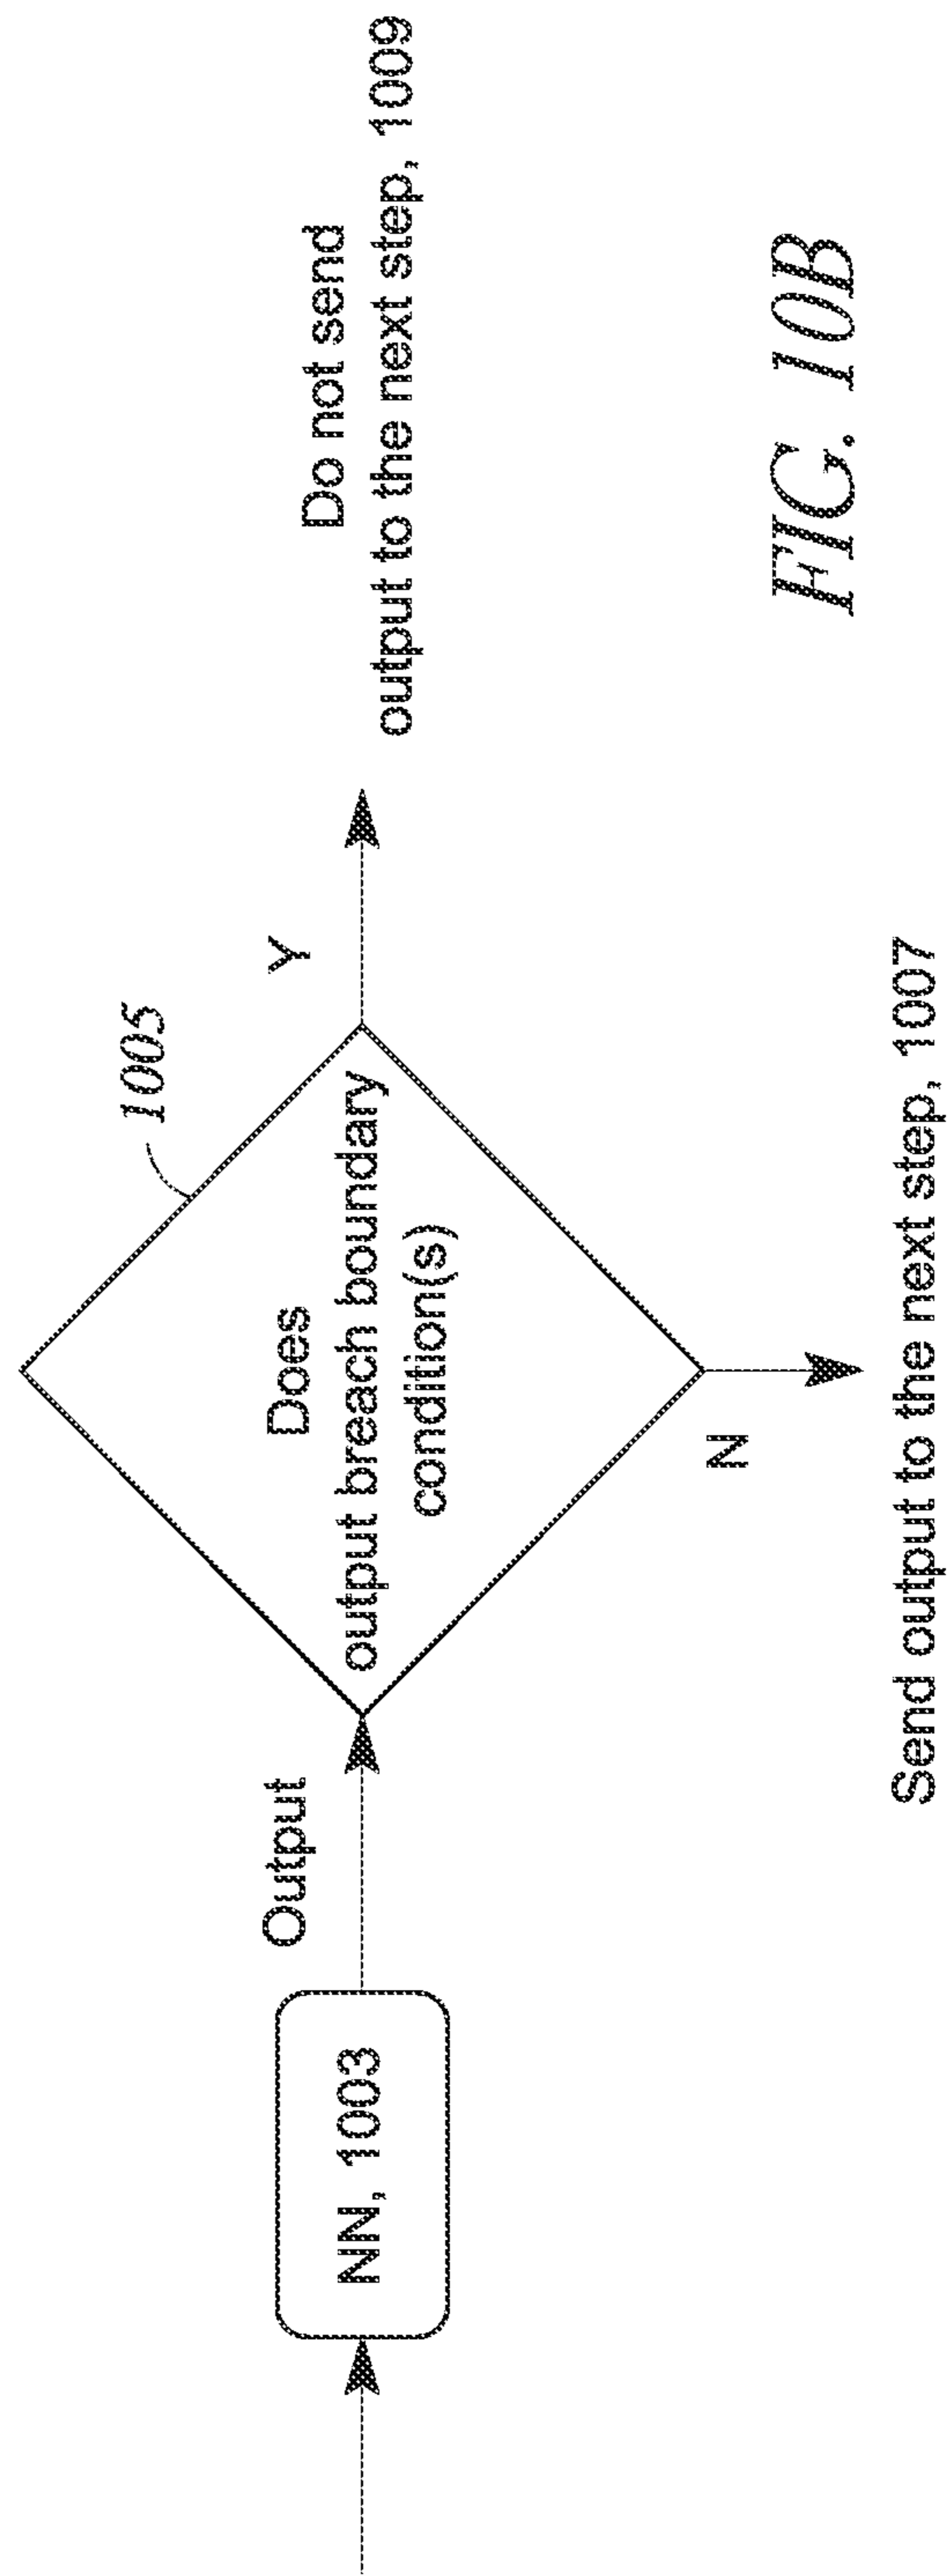 NN, 1003
Output
1005
Does
output breach boundary
condition(s)
Y
Do not send
output to the next step, 1009
N
Send output to the next step, 1007
FIG. 10B